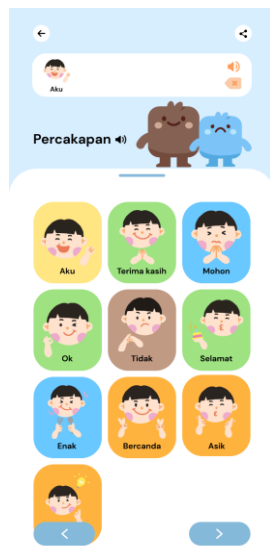 Aku
Percakapan
Aku
Terima kasih
Mohon
Ok
Tidak
Selamat
Enak
Bercanda
Asik